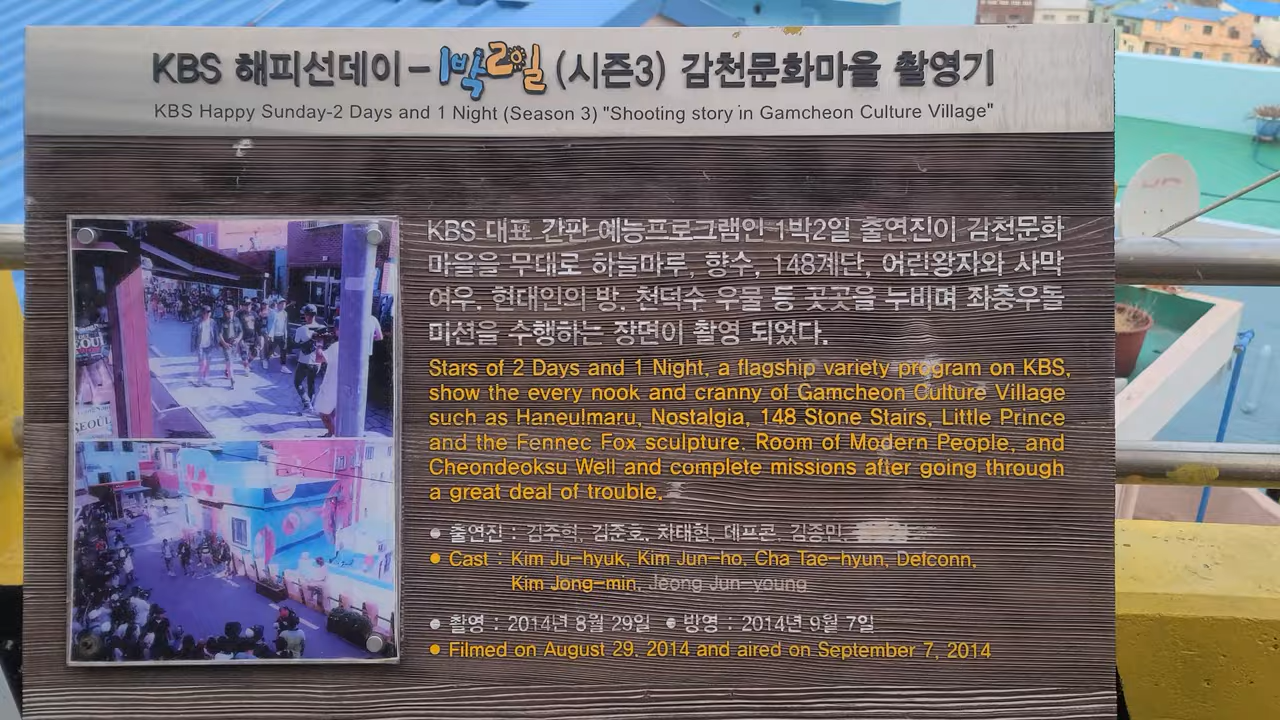 KBS 해피선데이-1박2일 (시즌3) 감천문화마을 촬영기
KBS Happy Sunday-2 Days and 1 Night (Season 3) "Shooting story in Gamcheon Culture Village"
KBS 대표 간판 예능프로그램인 1박2일 출연진이 감천문화
마을을 무대로 하늘마루, 향수, 148계단, 어린왕자와 사막
여우, 현대인의 방, 천덕수 우물 등 곳곳을 누비며 좌충우돌
미션을 수행하는 장면이 촬영 되었다.
Stars of 2 Days and 1 Night, a flagship variety program on KBS,
show the every nook and cranny of Gamcheon Culture Village
such as Haneulmaru, Nostalgia, 148 Stone Stairs, Little Prince
and the Fennec Fox sculpture. Room of Modern People, and
Cheondeoksu Well and complete missions after going through
a great deal of trouble.
● 출연진 : 김주혁, 김준호, 차태현, 데프콘, 김종민,
● Cast : Kim Ju-hyuk, Kim Jun-ho, Cha Tae-hyun, Defconn,
Kim Jong-min, Jeong Jun-young
● 촬영 : 2014년 8월 29일 ● 방영 : 2014년 9월 7일
● Filmed on August 29, 2014 and aired on September 7, 2014
SEOUL